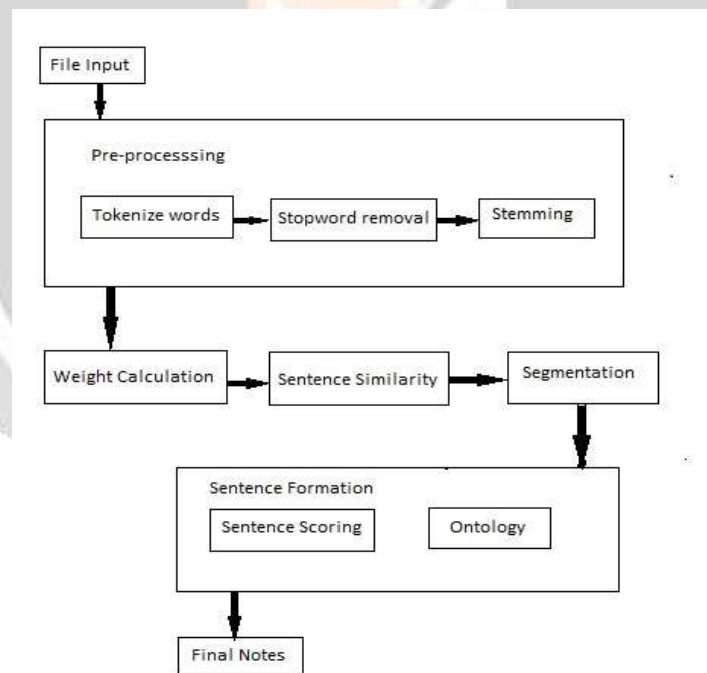 File Input
Pre-processsing
Tokenize words
Stopword removal
Stemming
Weight Calculation
Sentence Similarity
Segmentation
Sentence Formation
Sentence Scoring
Ontology
Final Notes